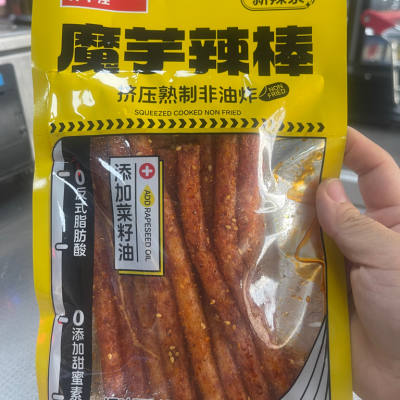 魔芋辣棒
挤压熟制非油炸
NON FRIED
SQUEEZED COOKED NON FRIED
添加菜籽油
ADD RAPESEED OIL
0反式脂肪酸
0添加甜蜜素